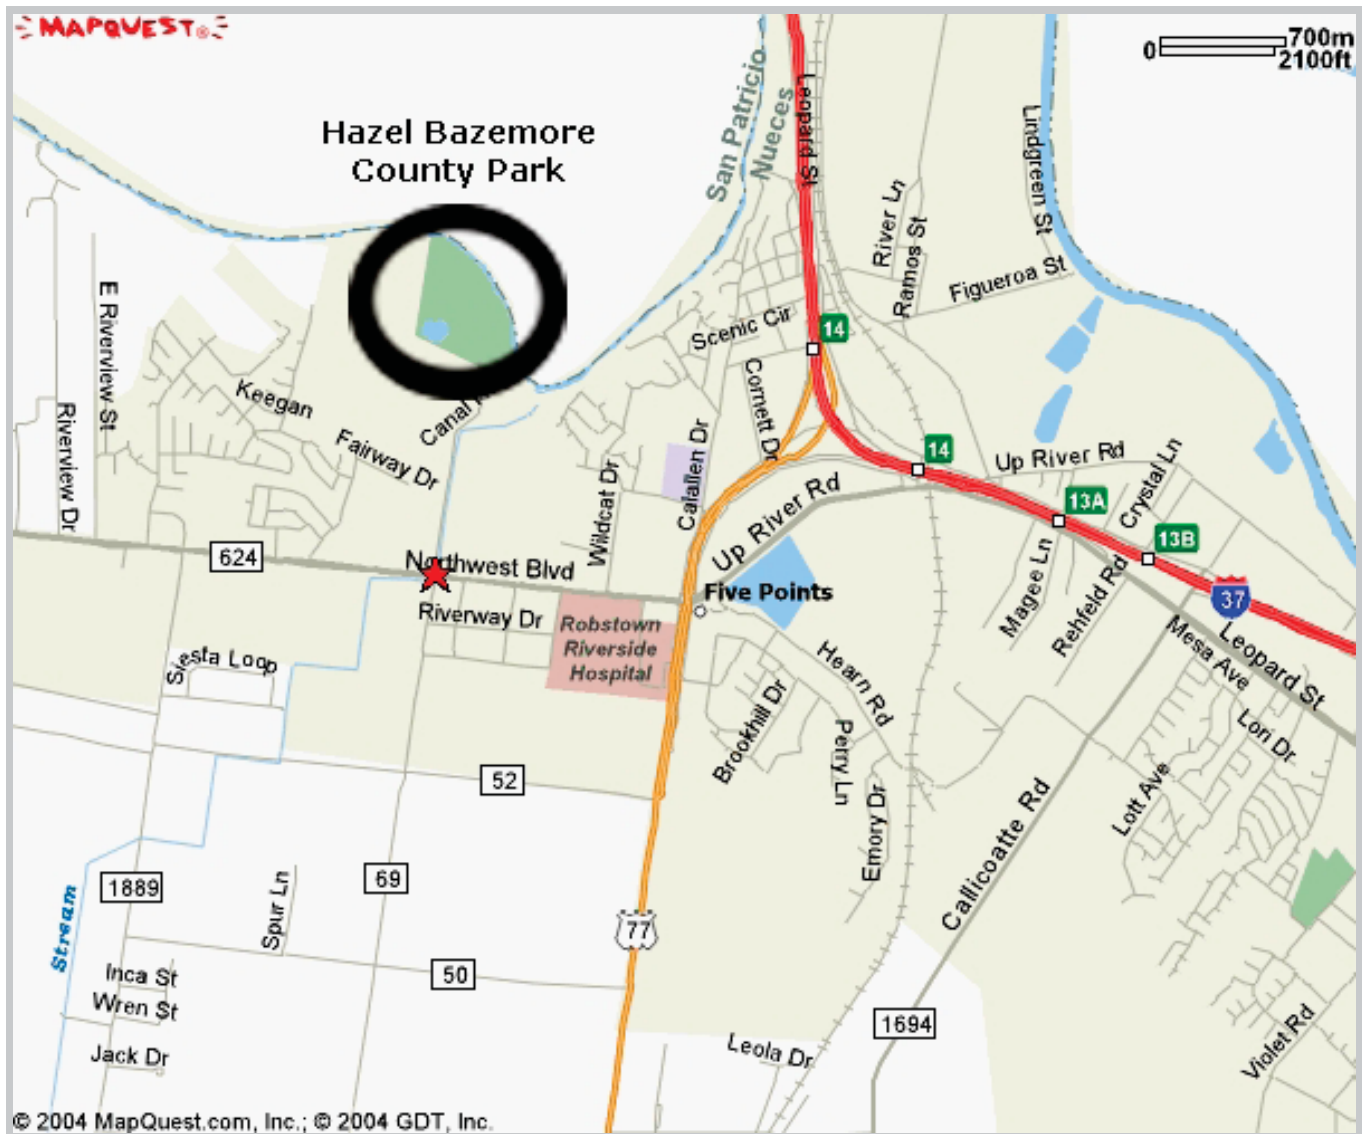 MAPQUEST®
0 700m
2100ft
Hazel Bazemore
County Park
San Patricio
Nueces
Leopard St
Lindgreen St
River Ln
Ramos St
Figueroa St
E Riverview St
Riverview Dr
Scenic Cir
14
Keegan
Canal
Fairway Dr
Cornett Dr
Calallen Dr
Wildcat Dr
14
Up River Rd
Crystal Ln
Up River Rd
13A
13B
624
Northwest Blvd
Five Points
Magee Ln
Rehfeld Rd
37
Riverway Dr
Robstown
Riverside
Hospital
Siesta Loop
Hearn Rd
Mesa Ave
Leopard St
Brookhill Dr
Perry Ln
Lori Dr
52
Emory Dr
Lott Ave
Callicoatte Rd
1889
69
Spur Ln
Stream
77
50
Inca St
Wren St
Jack Dr
1694
Leola Dr
Violet Rd
© 2004 MapQuest.com, Inc.; © 2004 GDT, Inc.